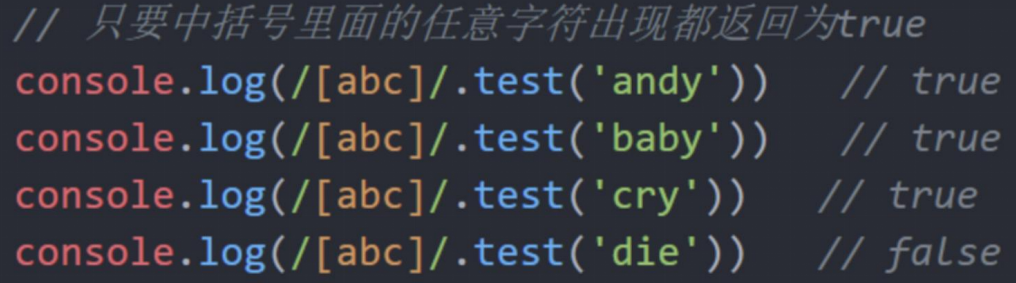 // 只要中括号里面的任意字符出现都返回为true
console.log(/[abc]/.test('andy'))   // true
console.log(/[abc]/.test('baby'))   // true
console.log(/[abc]/.test('cry'))   // true
console.log(/[abc]/.test('die'))   // false